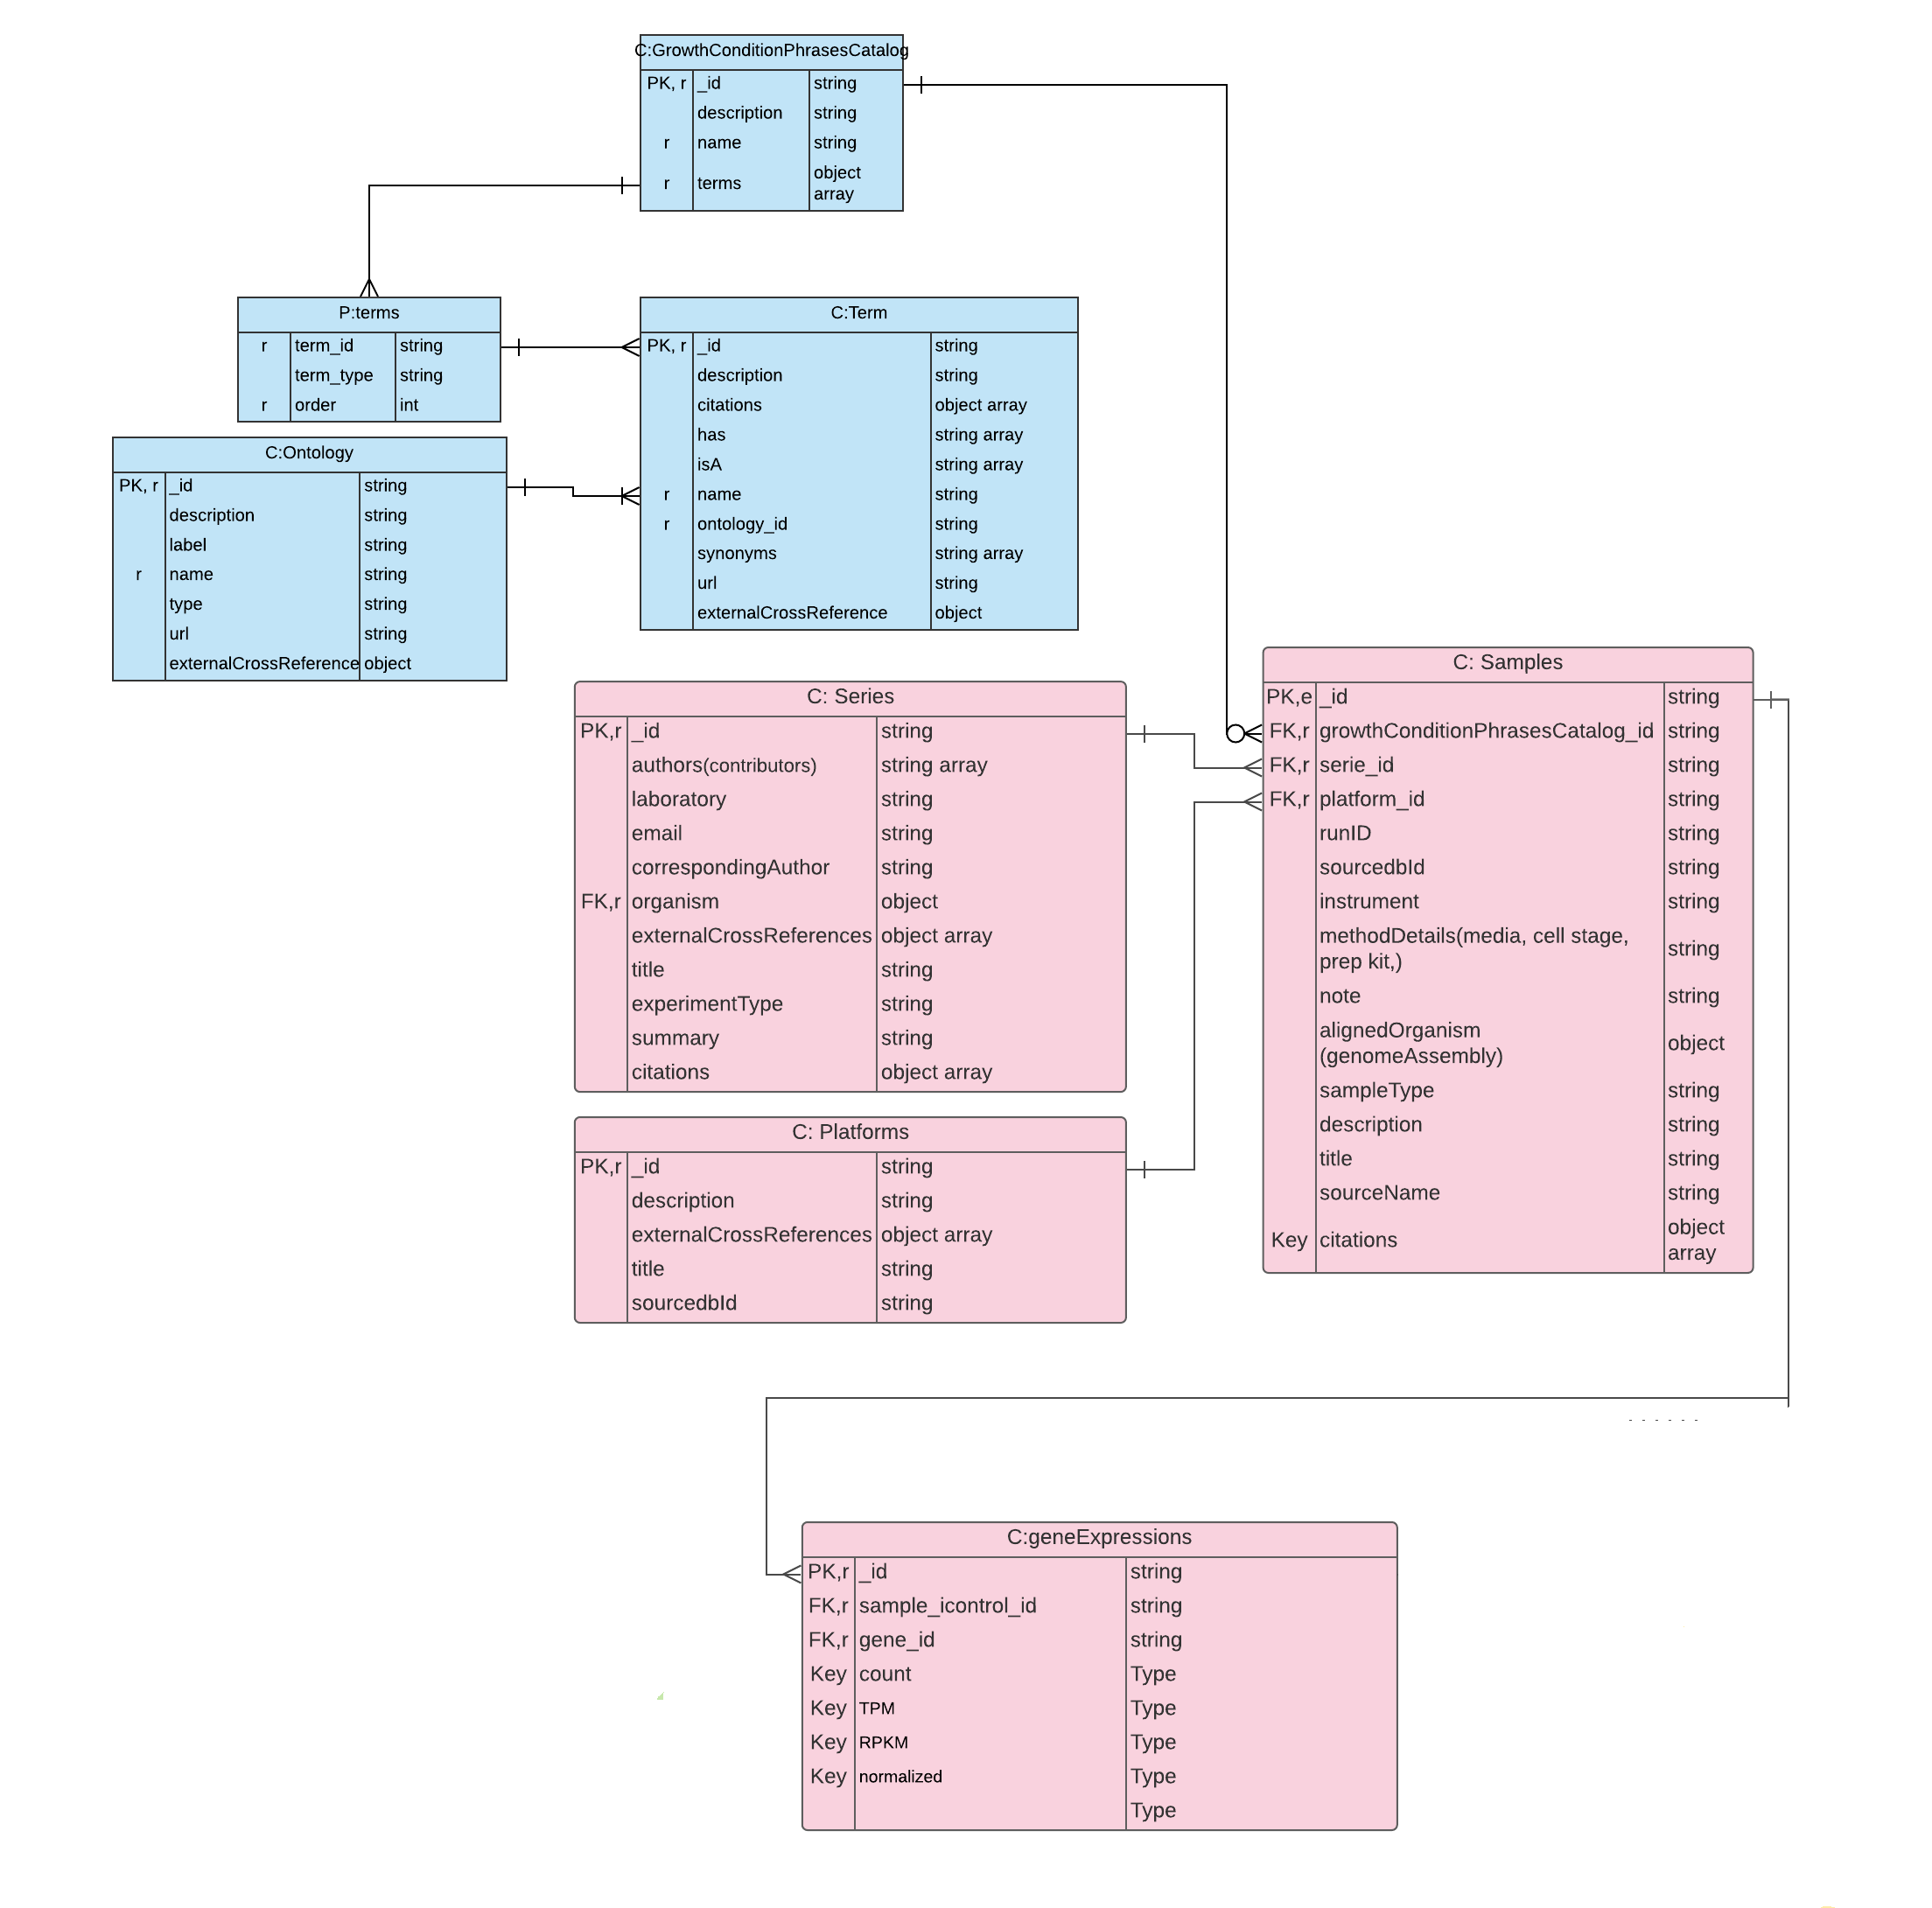 C:GrowthConditionPhrasesCatalog
PK, r _id string
description string
r name string
r terms object
array
P:terms
r term_id string
term_type string
r order int
C:Term
PK, r _id string
description string
citations object array
has string array
isA string array
r name string
r ontology_id string
synonyms string array
url string
externalCrossReference object
C:Ontology
PK, r _id string
description string
label string
r name string
type string
url string
externalCrossReference object
C: Series
PK,r _id string
authors(contributors) string array
laboratory string
email string
correspondingAuthor string
FK,r organism object
externalCrossReferences object array
title string
experimentType string
summary string
citations object array
C: Samples
PK,e _id string
FK,r growthConditionPhrasesCatalog_id string
FK,r serie_id string
FK,r platform_id string
runID string
sourcedbId string
instrument string
methodDetails(media, cell stage,
prep kit,) string
note string
alignedOrganism
(genomeAssembly) object
sampleType string
description string
title string
sourceName string
Key citations object
array
C: Platforms
PK,r _id string
description string
externalCrossReferences object array
title string
sourcedbId string
C:geneExpressions
PK,r _id string
FK,r sample_icontrol_id string
FK,r gene_id string
Key count Type
Key TPM Type
Key RPKM Type
Key normalized Type
Type